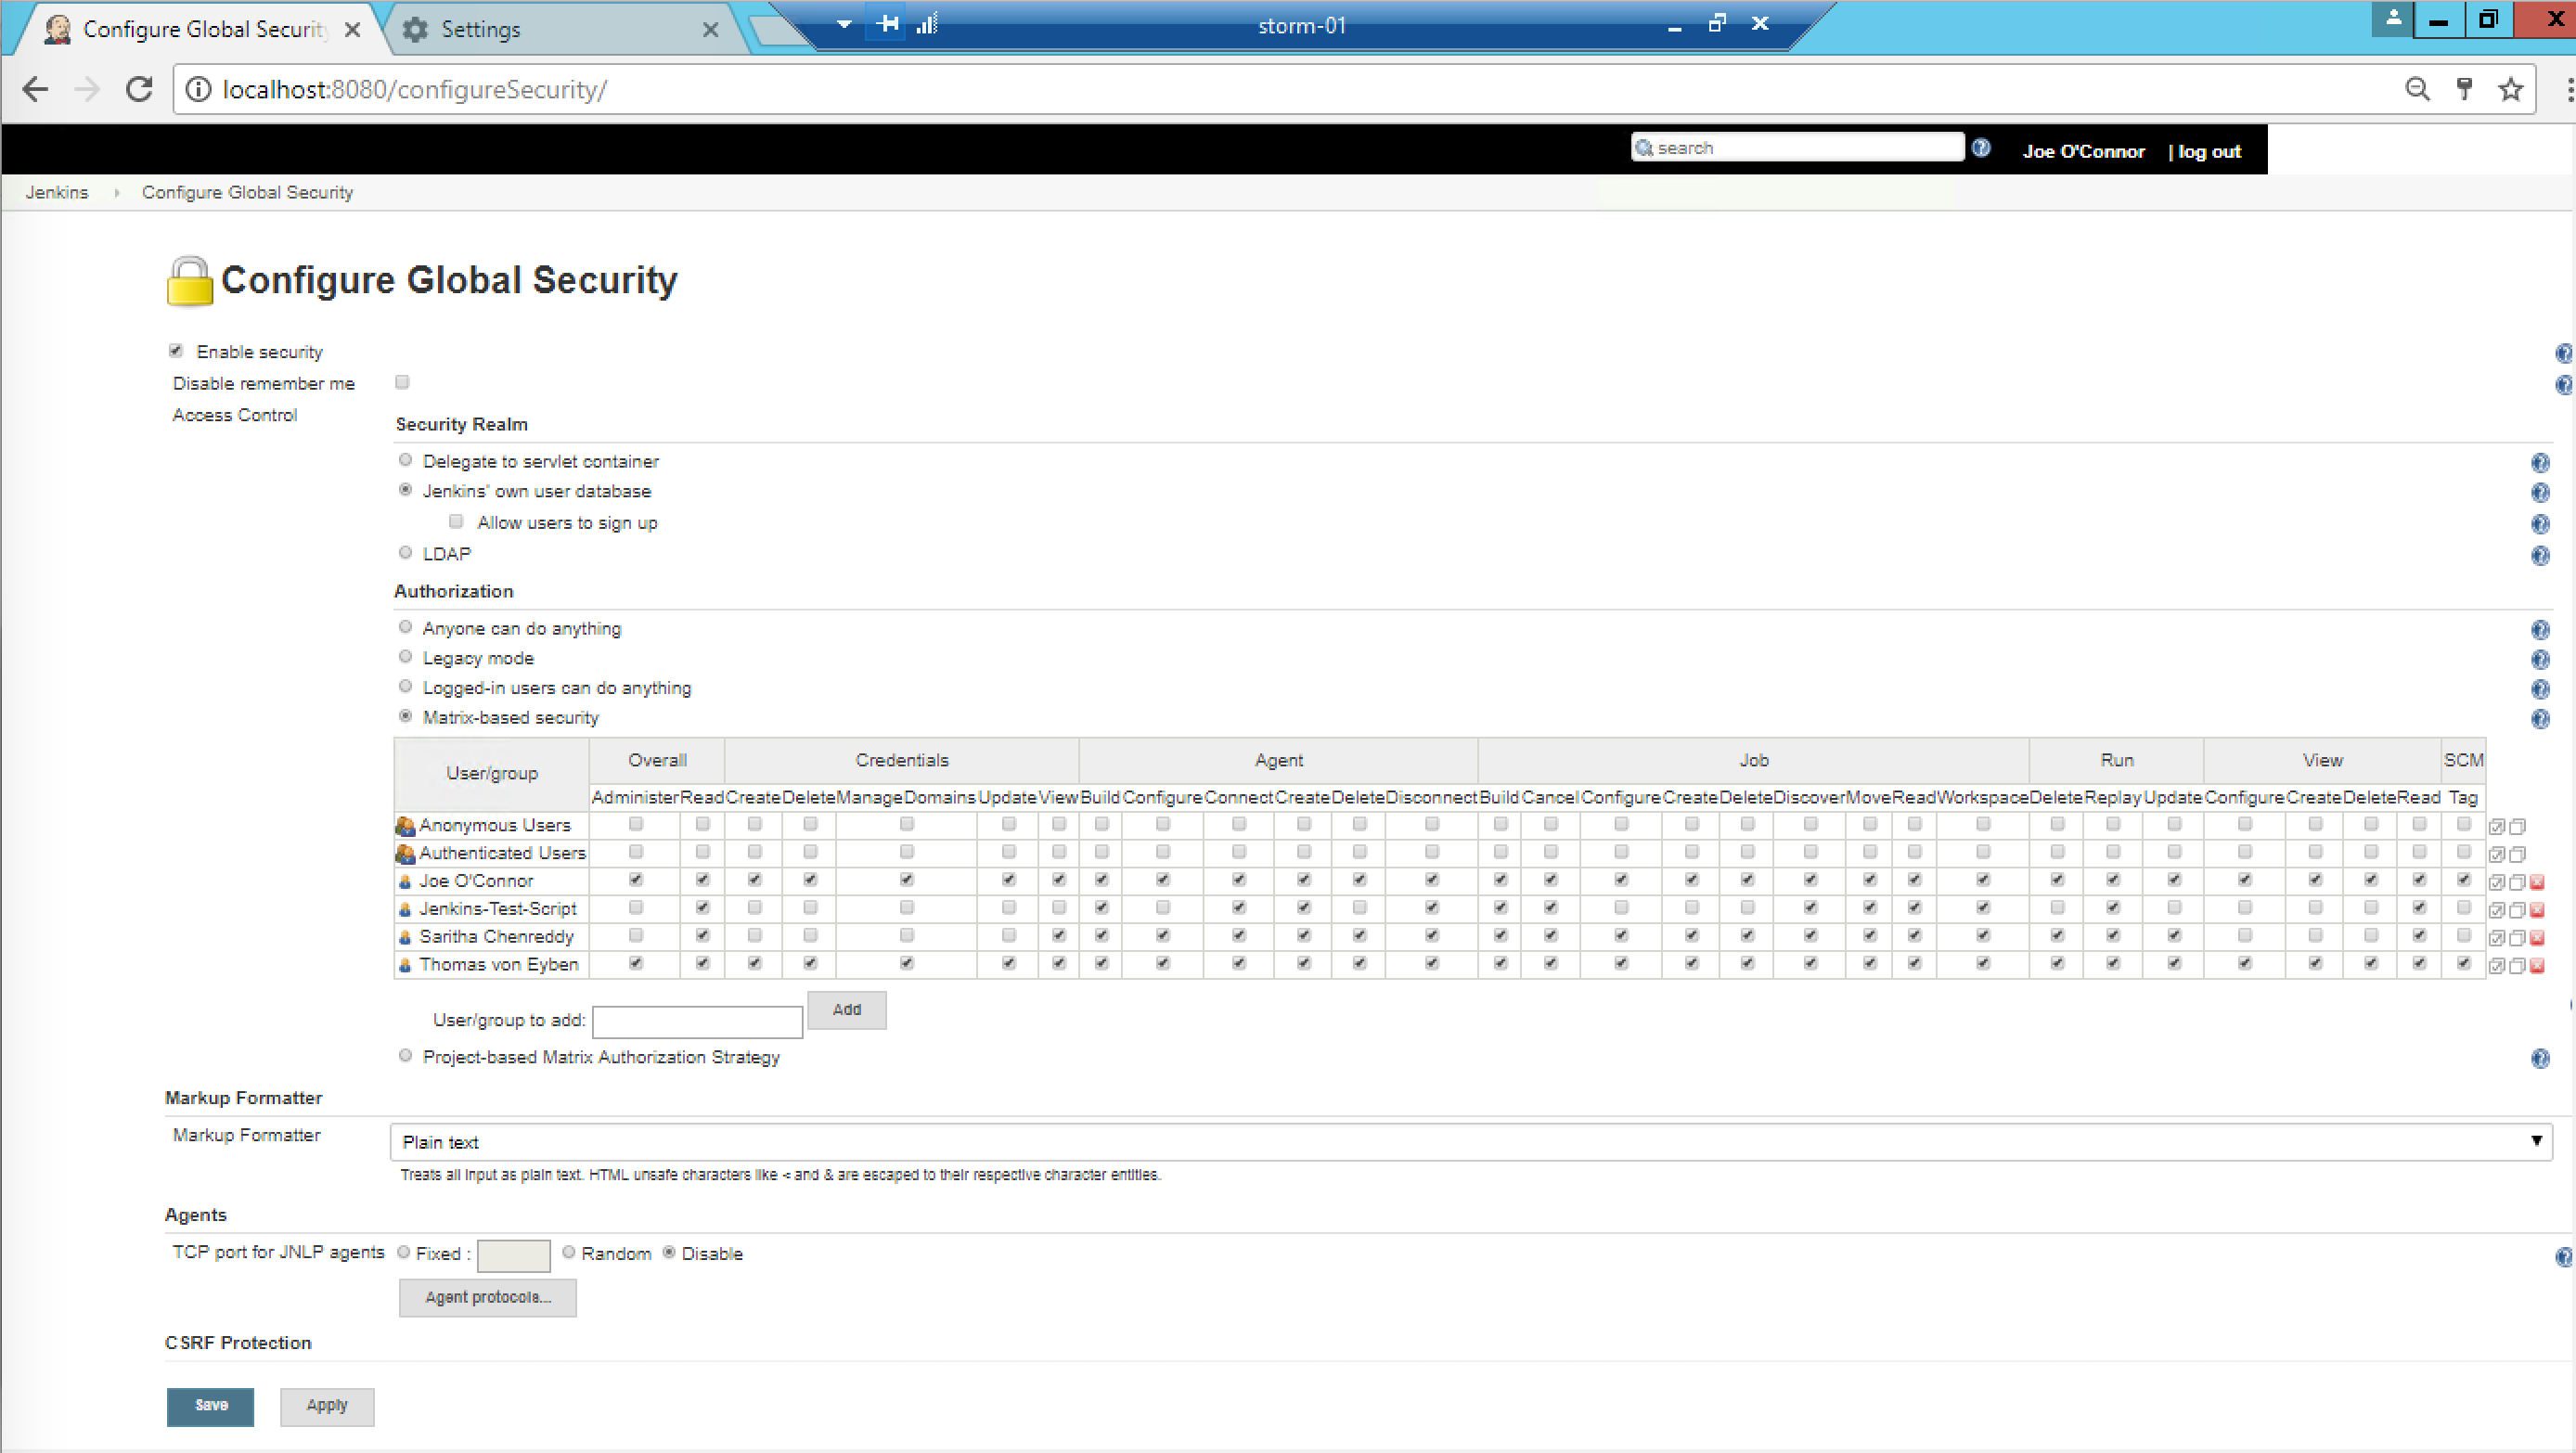 Configure Global Securit
Settings
storm-01
localhost:8080/configureSecurity/
search
Joe O'Connor | log out
Jenkins Configure Global Security
Configure Global Security
Enable security
Disable remember me
Access Control
Security Realm
Delegate to servlet container
Jenkins' own user database
Allow users to sign up
LDAP
Authorization
Anyone can do anything
Legacy mode
Logged-in users can do anything
Matrix-based security
User/group Overall Credentials Agent Job Run View SCM
Administer Read Create Delete ManageDomains Update View Build Configure Connect Create Delete Disconnect Build Cancel Configure Create Delete Discover Move Read Workspace Delete Replay Update Configure Create Delete Read Tag
Anonymous Users
Authenticated Users
Joe O'Connor
Jenkins-Test-Script
Saritha Chenreddy
Thomas von Eyben
User/group to add: Add
Project-based Matrix Authorization Strategy
Markup Formatter
Markup Formatter Plain text
Treats all input as plain text. HTML unsafe characters like < and & are escaped to their respective character entities.
Agents
TCP port for JNLP agents Fixed : Random Disable
Agent protocols...
CSRF Protection
Save Apply